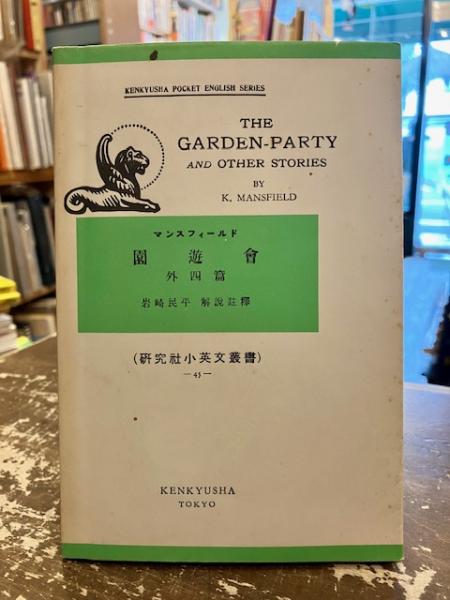 KENKYUSHA POCKET ENGLISH SERIES
THE
GARDEN-PARTY
AND OTHER STORIES
BY
K. MANSFIELD
マンスフィールド
園遊會
外四篇
岩崎民平 解說註釋
(研究社小英文叢書)
—45—
KENKYUSHA
TOKYO